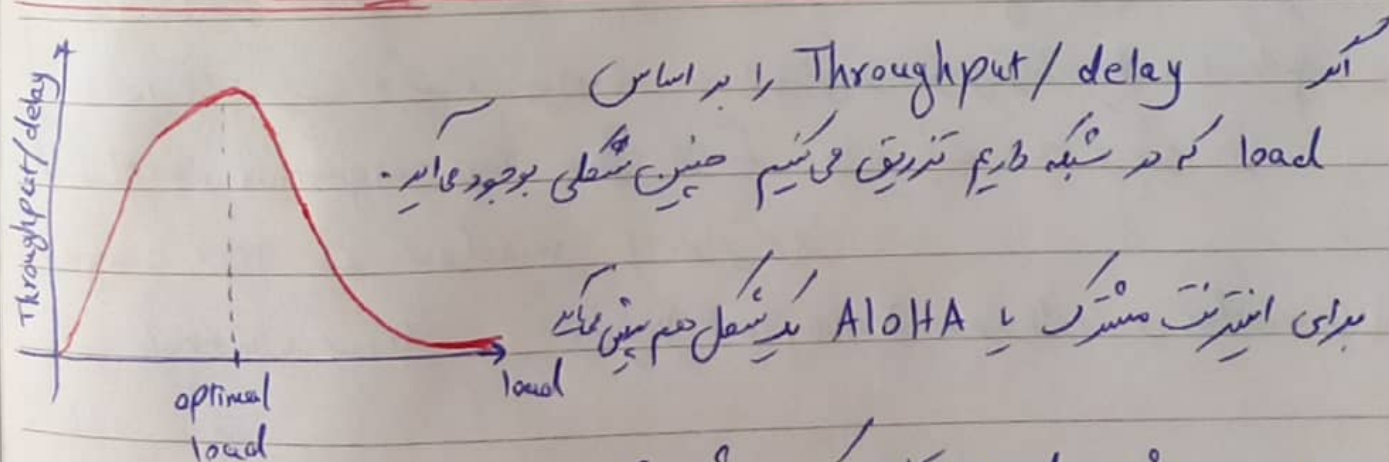 اگر Throughput / delay را بر اساس
load که در شبکه داریم تزریق می کنیم چنین شکلی بوجود می آید.
برای اینترنت مشترک یا AloHA یک شکل هم پیش می آید
Throughput/delay
optimal
load
load